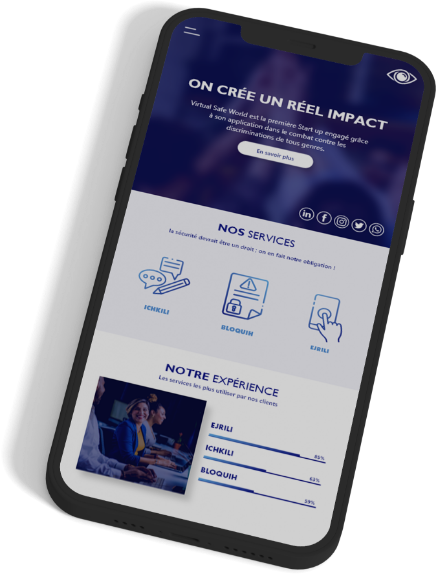 ON CRÉE UN RÉEL IMPACT
Virtual Safe World est la première Start up engagé grâce
à son application dans le combat contre les
discriminations de tous genres.
En savoir plus
NOS SERVICES
la sécurité devrait être un droit : on en fait notre obligation !
ICHKILI
BLOQUIH
EJRILI
NOTRE EXPÉRIENCE
Les services les plus utiliser par nos clients
EJRILI
ICHKILI
BLOQUIH